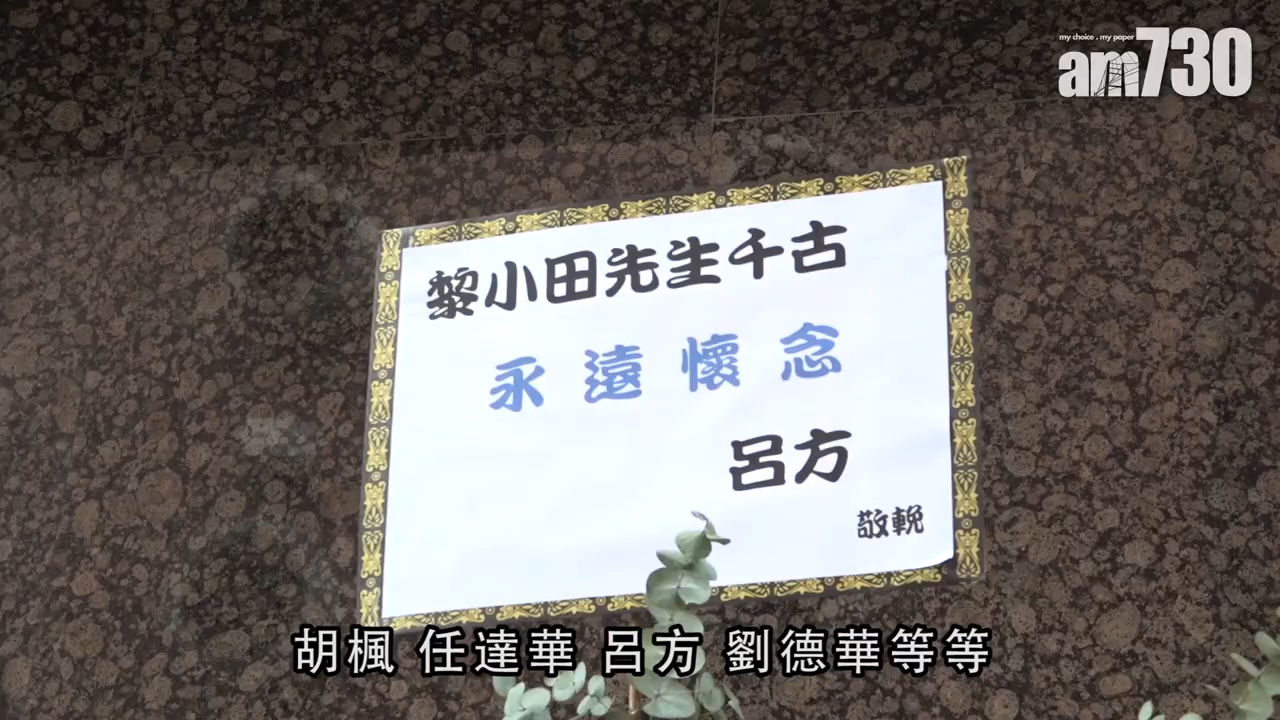 my choice . my paper
am730
黎小田先生千古
永遠懷念
呂方
敬輓
胡楓 任達華 呂方 劉德華等等